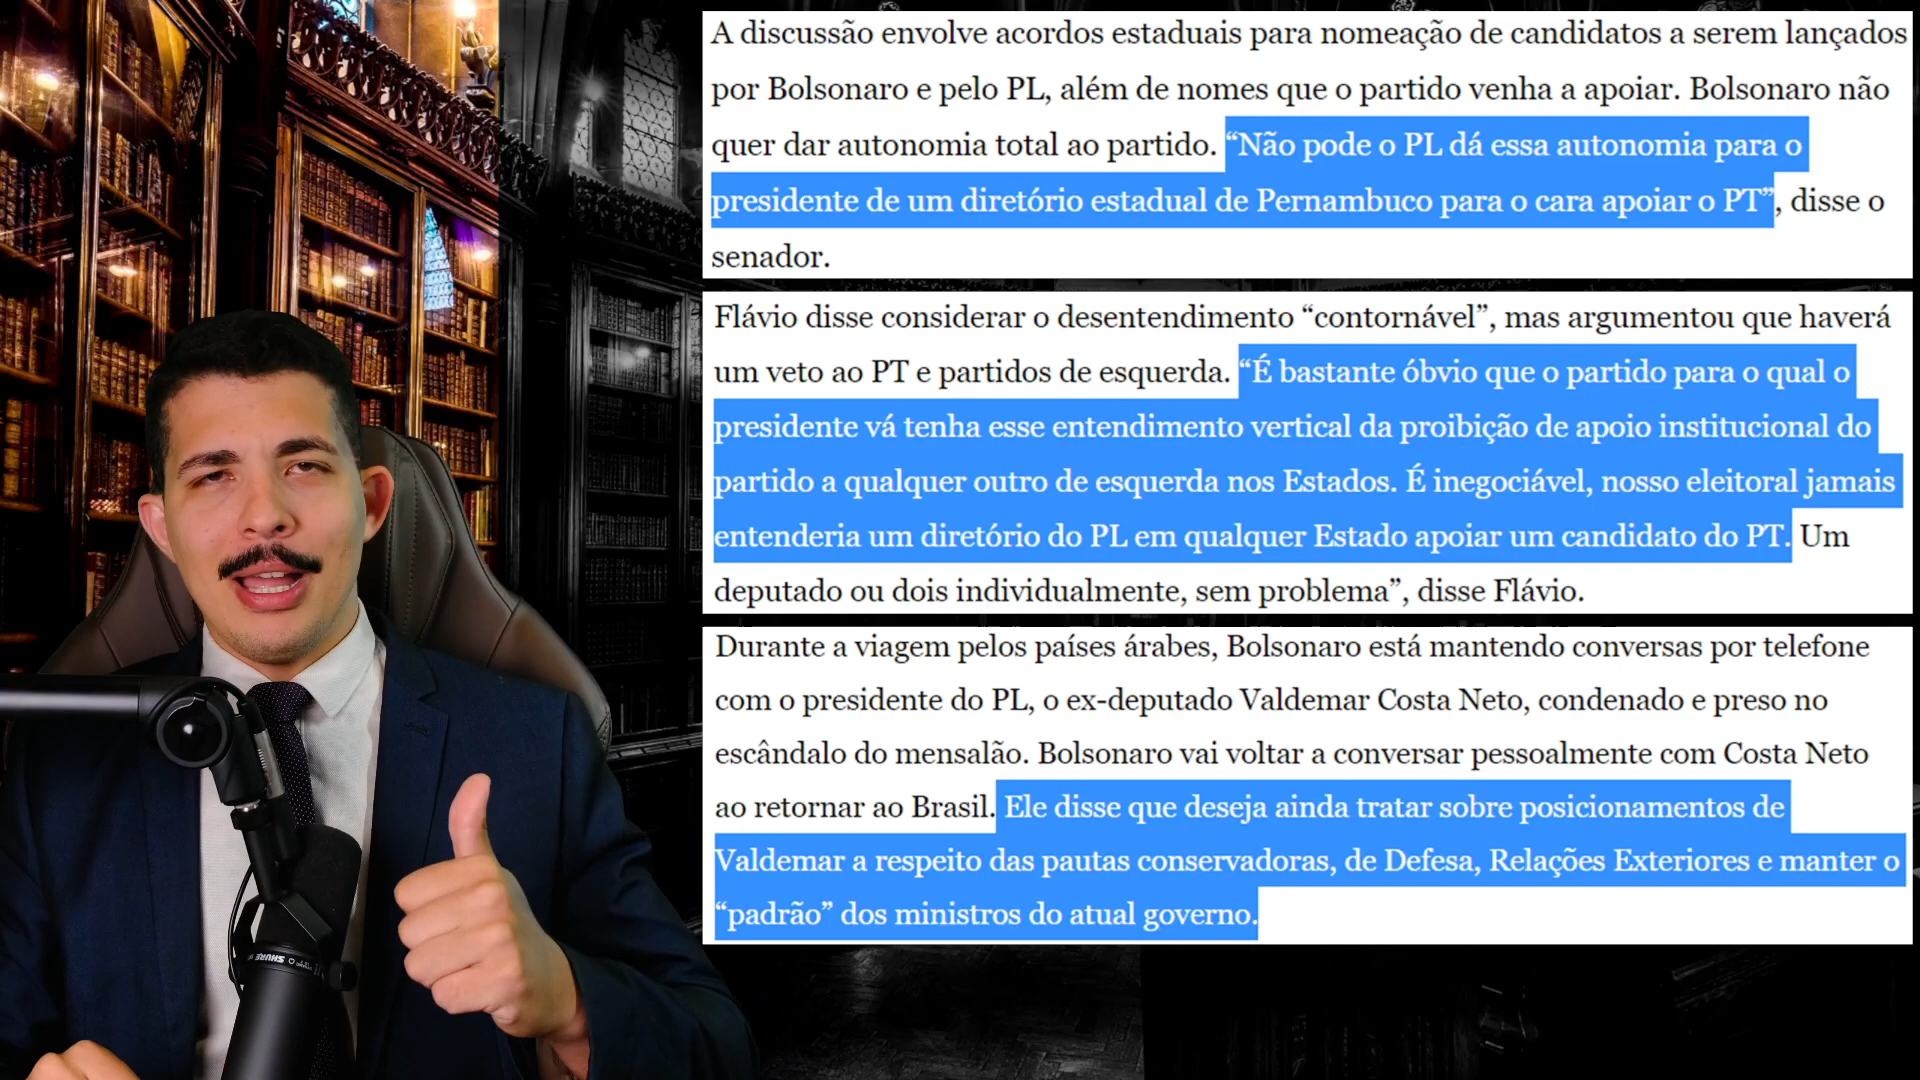 A discussão envolve acordos estaduais para nomeação de candidatos a serem lançados
por Bolsonaro e pelo PL, além de nomes que o partido venha a apoiar. Bolsonaro não
quer dar autonomia total ao partido. “Não pode o PL dá essa autonomia para o
presidente de um diretório estadual de Pernambuco para o cara apoiar o PT”, disse o
senador.
Flávio disse considerar o desentendimento “contornável”, mas argumentou que haverá
um veto ao PT e partidos de esquerda. “É bastante óbvio que o partido para o qual o
presidente vá tenha esse entendimento vertical da proibição de apoio institucional do
partido a qualquer outro de esquerda nos Estados. É inegociável, nosso eleitoral jamais
entenderia um diretório do PL em qualquer Estado apoiar um candidato do PT. Um
deputado ou dois individualmente, sem problema”, disse Flávio.
Durante a viagem pelos países árabes, Bolsonaro está mantendo conversas por telefone
com o presidente do PL, o ex-deputado Valdemar Costa Neto, condenado e preso no
escândalo do mensalão. Bolsonaro vai voltar a conversar pessoalmente com Costa Neto
ao retornar ao Brasil. Ele disse que deseja ainda tratar sobre posicionamentos de
Valdemar a respeito das pautas conservadoras, de Defesa, Relações Exteriores e manter o
“padrão” dos ministros do atual governo.
SHURE